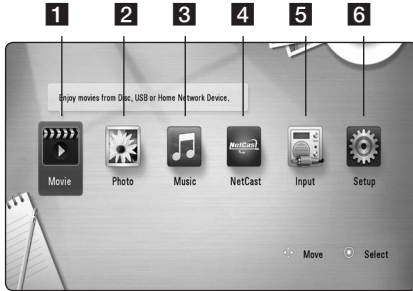 1 2 3 4 5 6
Enjoy movies from Disc, USB or Home Network Device.
NetCast
Movie Photo Music NetCast Input Setup
Move Select